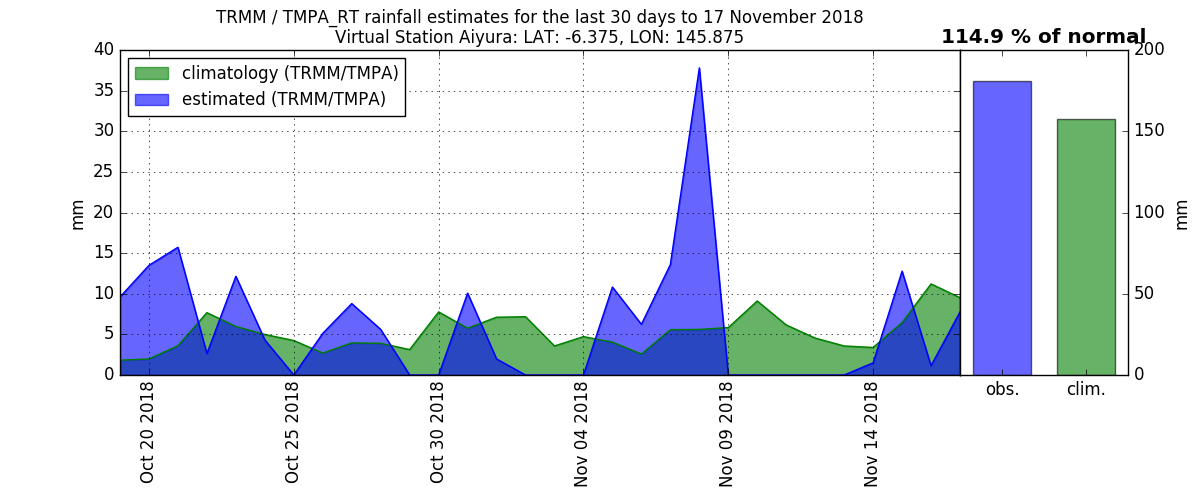 TRMM / TMPA_RT rainfall estimates for the last 30 days to 17 November 2018
Virtual Station Aiyura: LAT: -6.375, LON: 145.875
114.9 % of normal
climatology (TRMM/TMPA)
estimated (TRMM/TMPA)
mm
40
35
30
25
20
15
10
5
0
Oct 20 2018
Oct 25 2018
Oct 30 2018
Nov 04 2018
Nov 09 2018
Nov 14 2018
obs.
clim.
200
150
100
50
0
mm